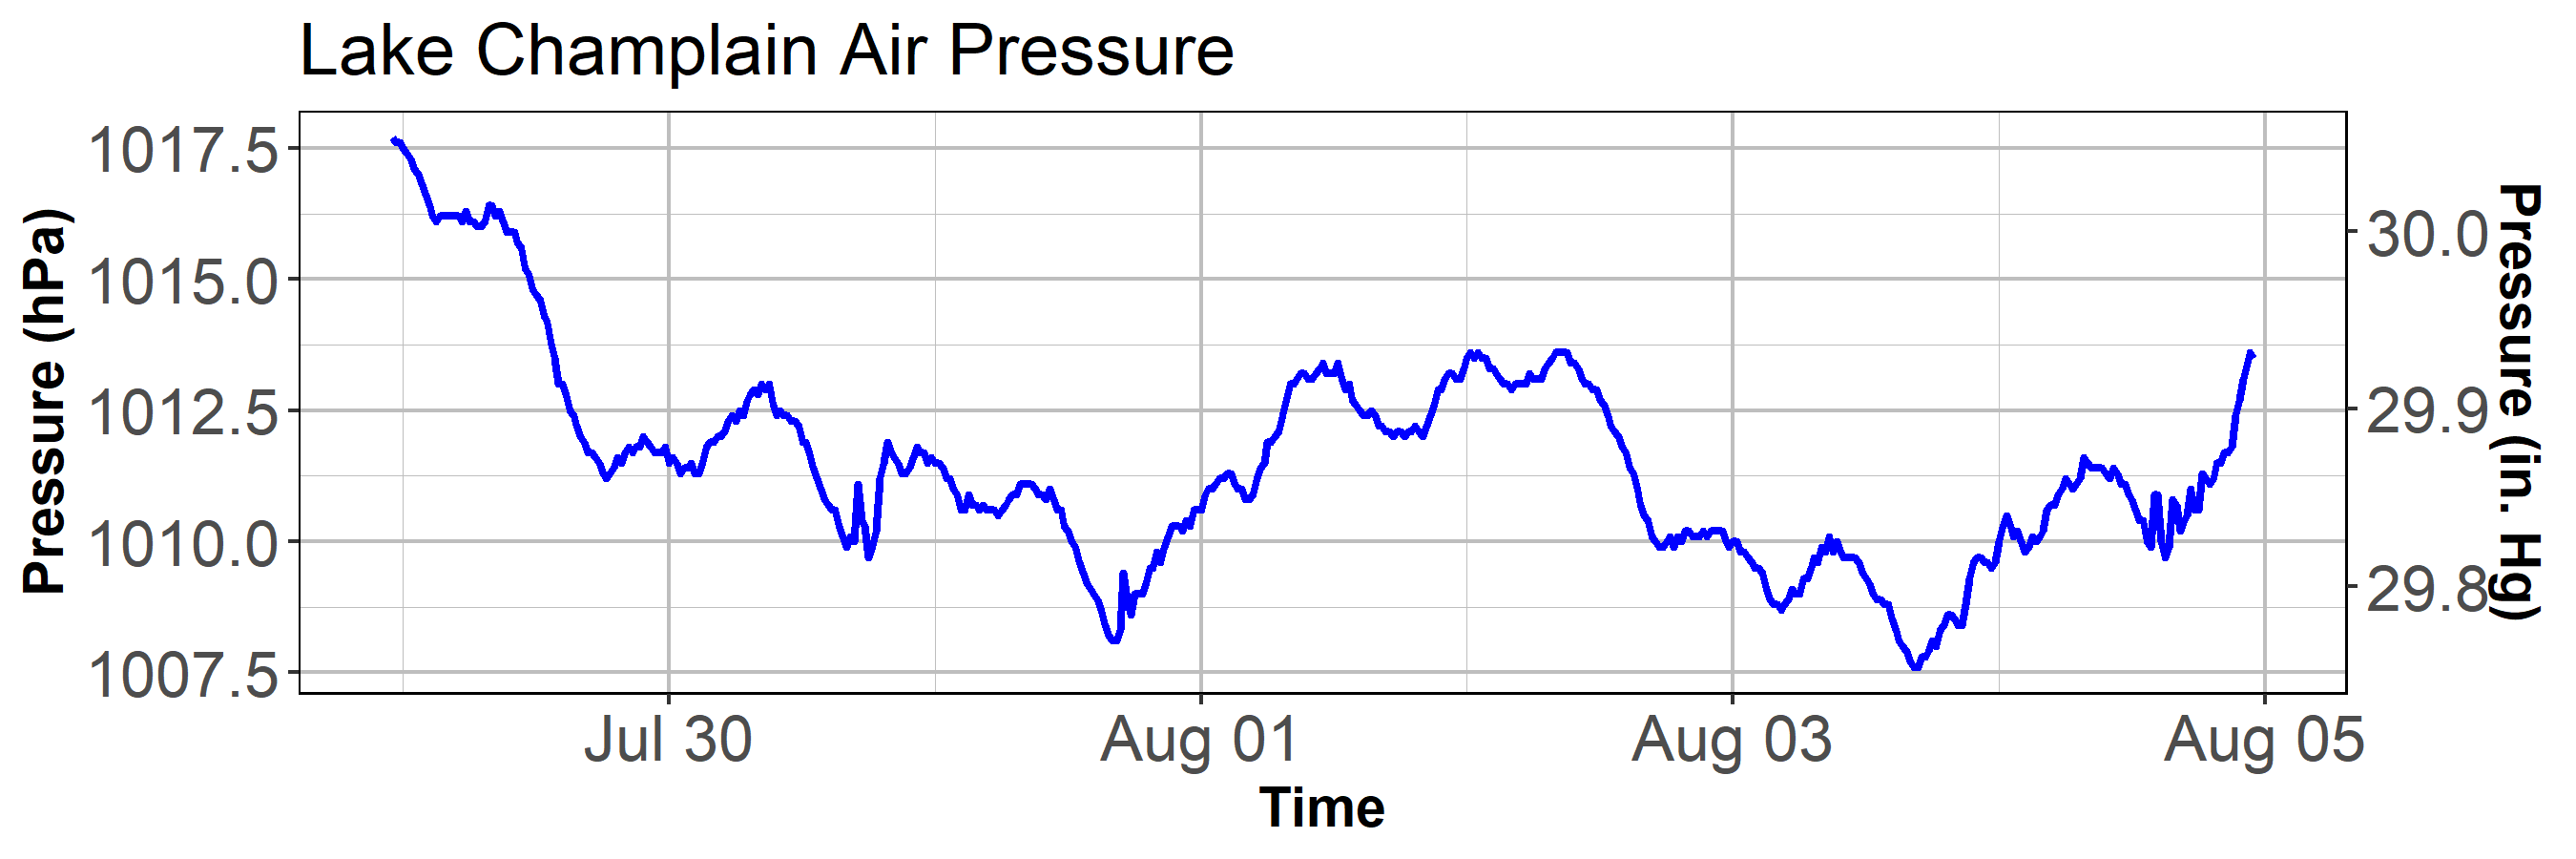 Lake Champlain Air Pressure
Pressure (hPa)
1017.5
1015.0
1012.5
1010.0
1007.5
30.0
29.9
29.8
Pressure (in. Hg)
Jul 30 Aug 01 Aug 03 Aug 05
Time